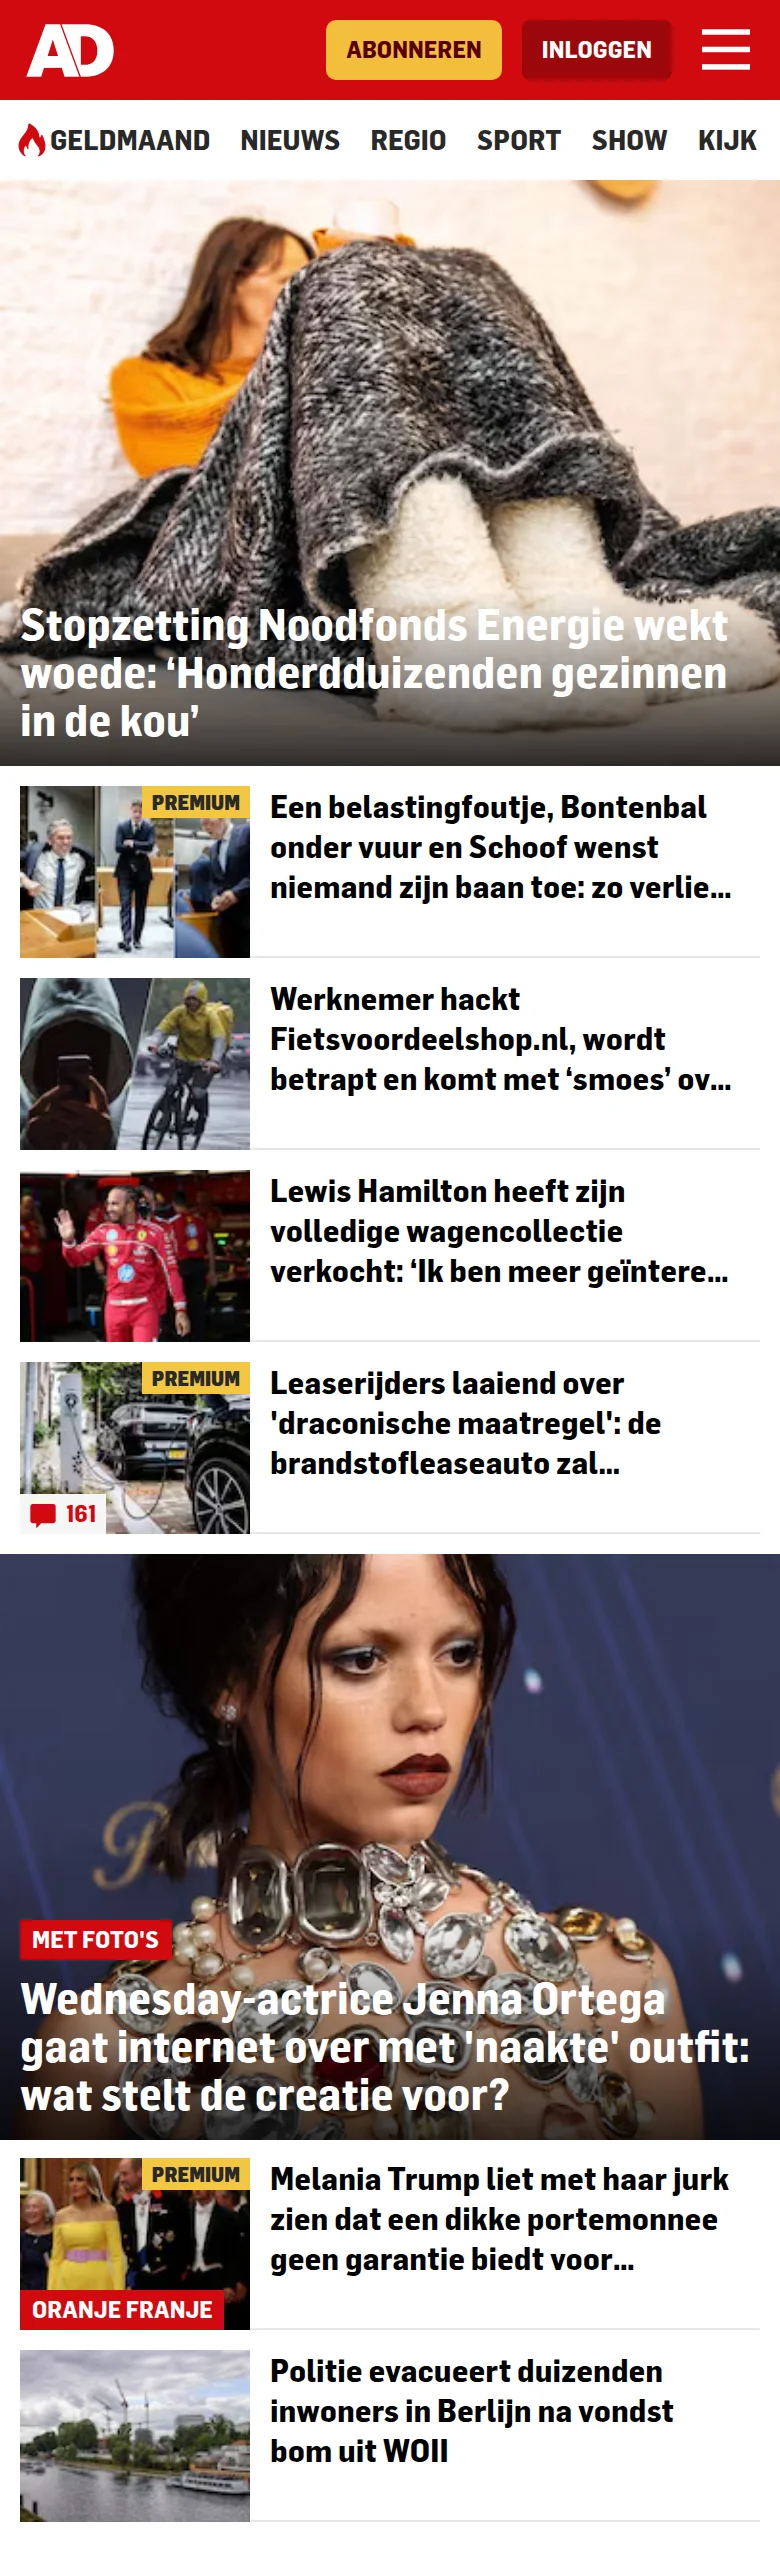 AD
ABONNEREN
INLOGGEN
GELDMAAND NIEUWS REGIO SPORT SHOW KIJK
Stopzetting Noodfonds Energie wekt
woede: ‘Honderdduizenden gezinnen
in de kou’
PREMIUM
Een belastingfoutje, Bontenbal
onder vuur en Schoof wenst
niemand zijn baan toe: zo verlie...
Werknemer hackt
Fietsvoordeelshop.nl, wordt
betrapt en komt met ‘smoes’ ov...
Lewis Hamilton heeft zijn
volledige wagencollectie
verkocht: ‘Ik ben meer geïntere...
PREMIUM
161
Leaserijders laaiend over
'draconische maatregel': de
brandstofleaseauto zal...
MET FOTO'S
Wednesday-actrice Jenna Ortega
gaat internet over met 'naakte' outfit:
wat stelt de creatie voor?
PREMIUM
ORANJE FRANJE
Melania Trump liet met haar jurk
zien dat een dikke portemonnee
geen garantie biedt voor...
Politie evacueert duizenden
inwoners in Berlijn na vondst
bom uit WOII